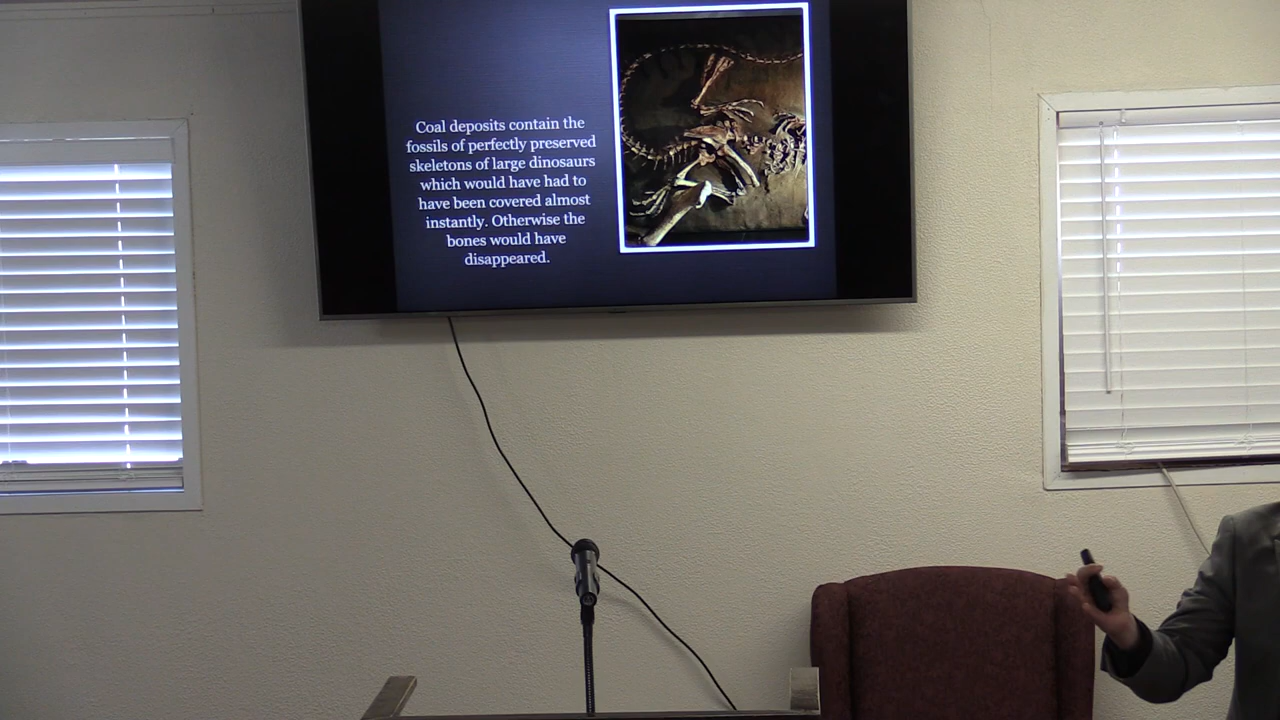 Coal deposits contain the
fossils of perfectly preserved
skeletons of large dinosaurs
which would have had to
have been covered almost
instantly. Otherwise the
bones would have
disappeared.